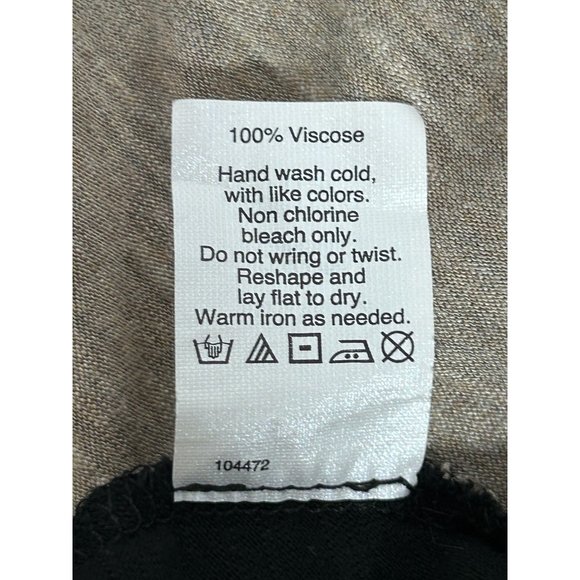 100% Viscose
Hand wash cold,
with like colors.
Non chlorine
bleach only.
Do not wring or twist.
Reshape and
lay flat to dry.
Warm iron as needed.
104472